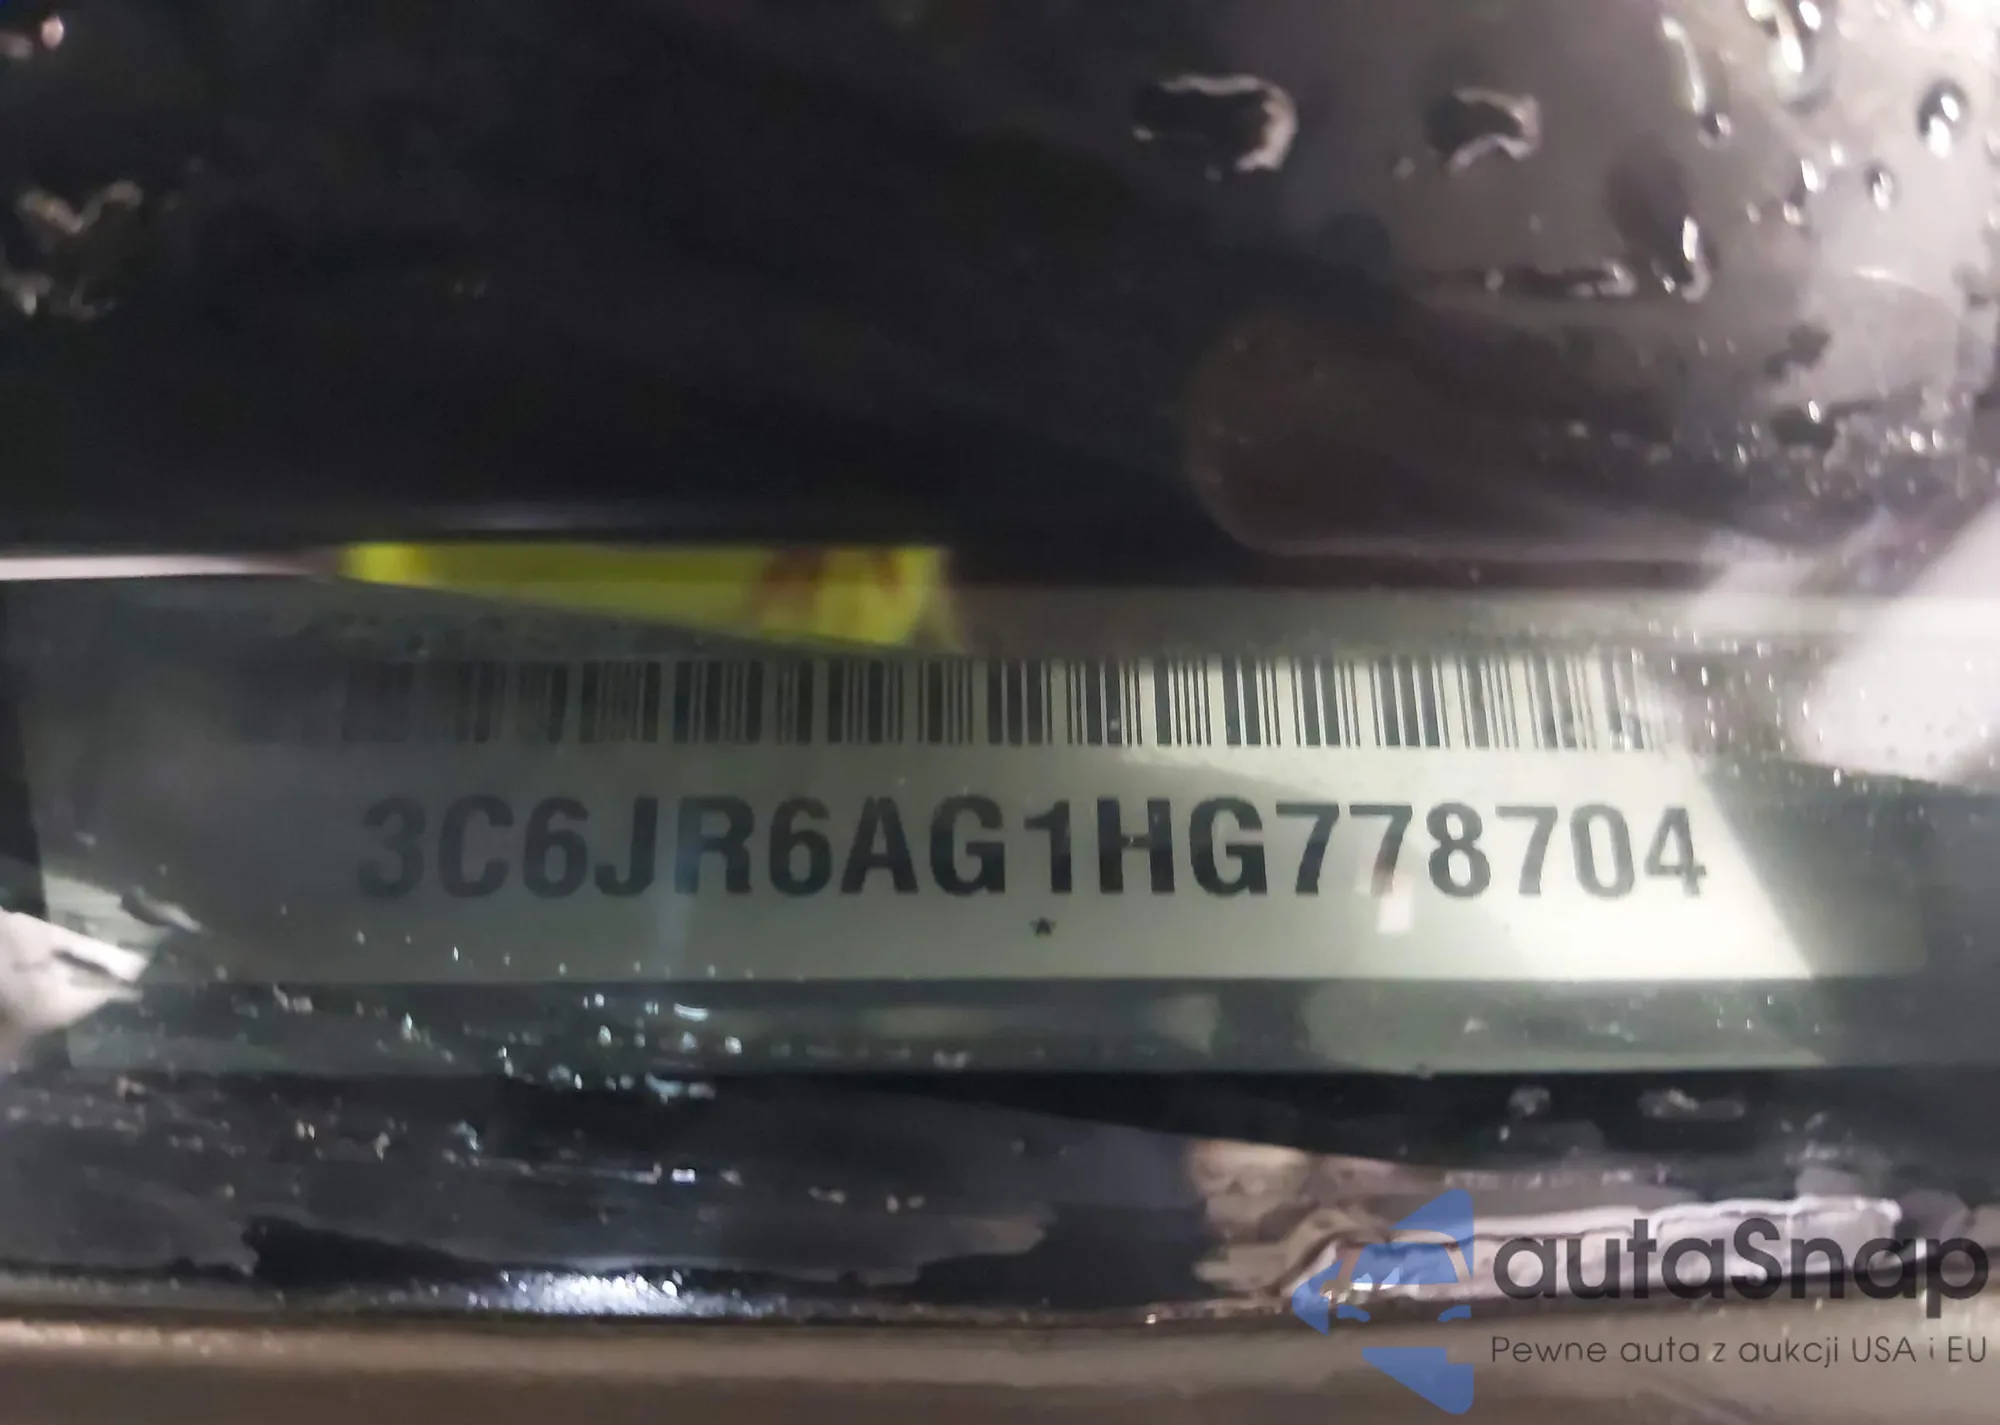 3C6JR6AG1HG778704
*
autaSnap
Pewne auta z aukcji USA i EU